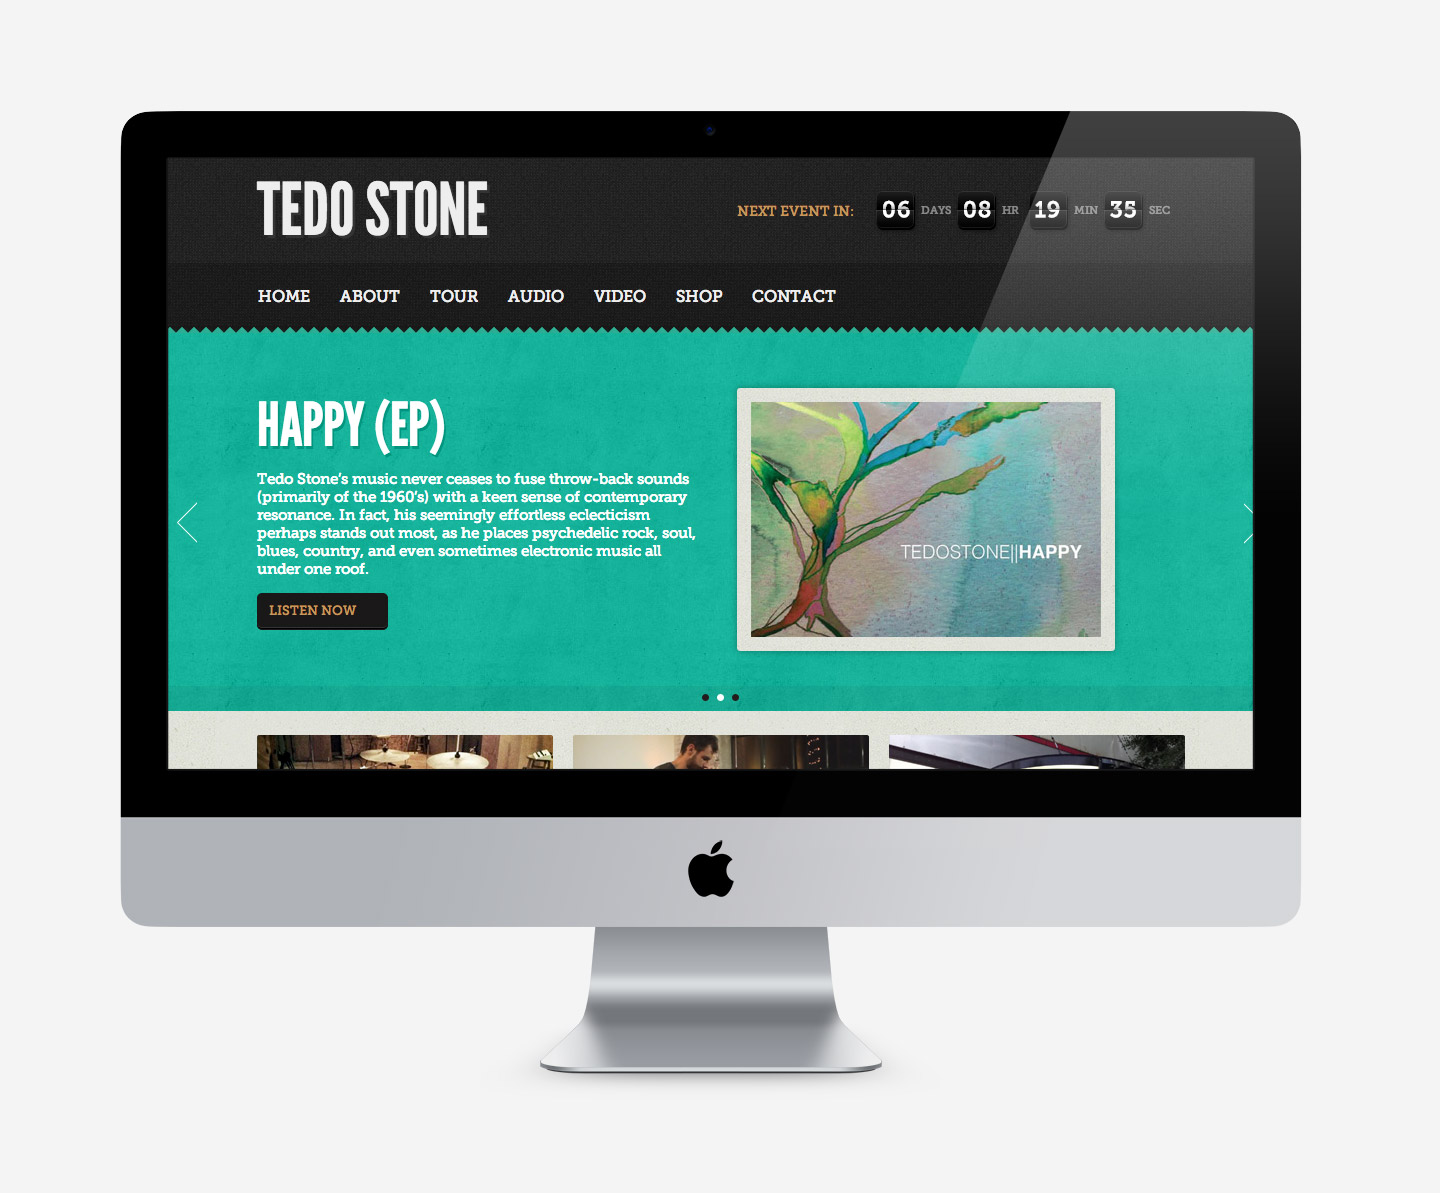 TEDO STONE
NEXT EVENT IN: 06 DAYS 08 HR 19 MIN 35 SEC
HOME ABOUT TOUR AUDIO VIDEO SHOP CONTACT
HAPPY (EP)
Tedo Stone's music never ceases to fuse throw-back sounds
(primarily of the 1960's) with a keen sense of contemporary
resonance. In fact, his seemingly effortless eclecticism
perhaps stands out most, as he places psychedelic rock, soul,
blues, country, and even sometimes electronic music all
under one roof.
LISTEN NOW
TEDOSTONE||HAPPY